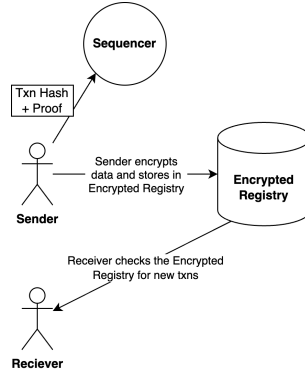 Sequencer
Txn Hash
+ Proof
Sender encrypts
data and stores in
Encrypted Registry
Encrypted
Registry
Sender
Receiver checks the Encrypted
Registry for new txns
Reciever